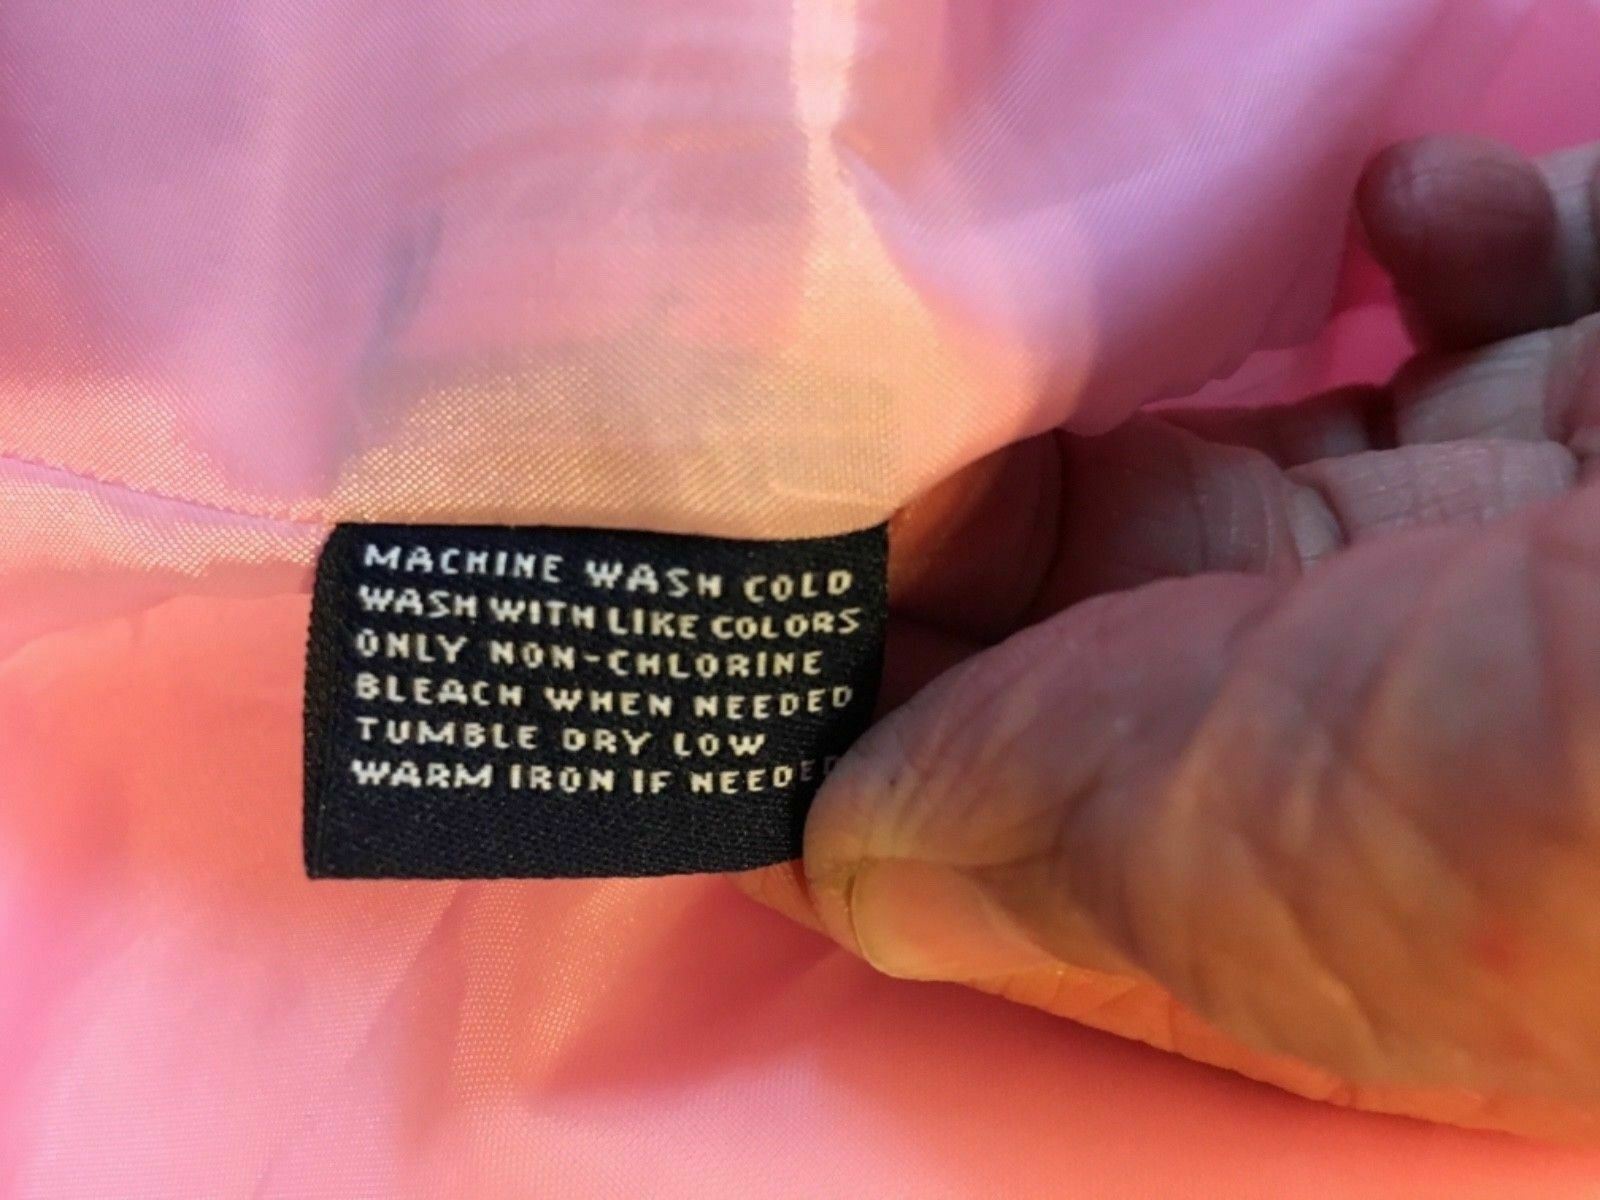 MACHINE WASH COLD
WASH WITH LIKE COLORS
ONLY NON-CHLORINE
BLEACH WHEN NEEDED
TUMBLE DRY LOW
WARM IRON IF NEEDED